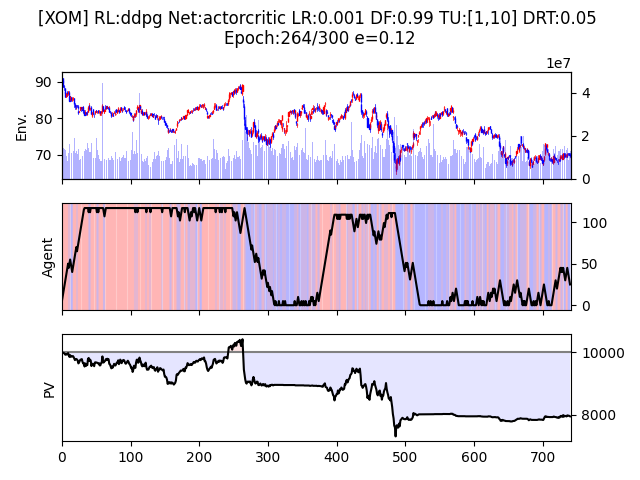 [XOM] RL:ddpg Net:actorcritic LR:0.001 DF:0.99 TU:[1,10] DRT:0.05
Epoch:264/300 e=0.12
1e7
90
80
70
Env.
4
2
0
Agent
100
50
0
PV
10000
8000
0 100 200 300 400 500 600 700